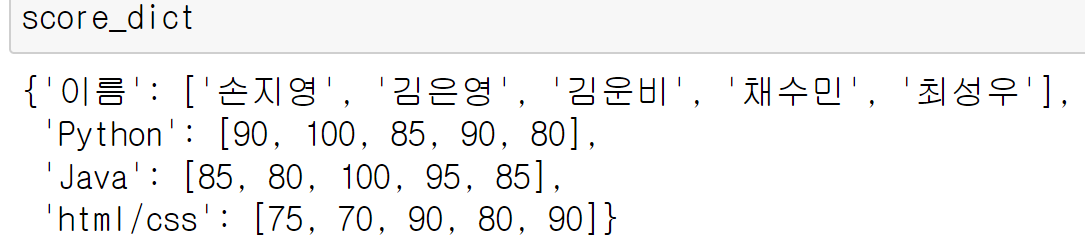 score_dict
{'이름': ['손지영', '김은영', '김운비', '채수민', '최성우'],
'Python': [90, 100, 85, 90, 80],
'Java': [85, 80, 100, 95, 85],
'html/css': [75, 70, 90, 80, 90]}